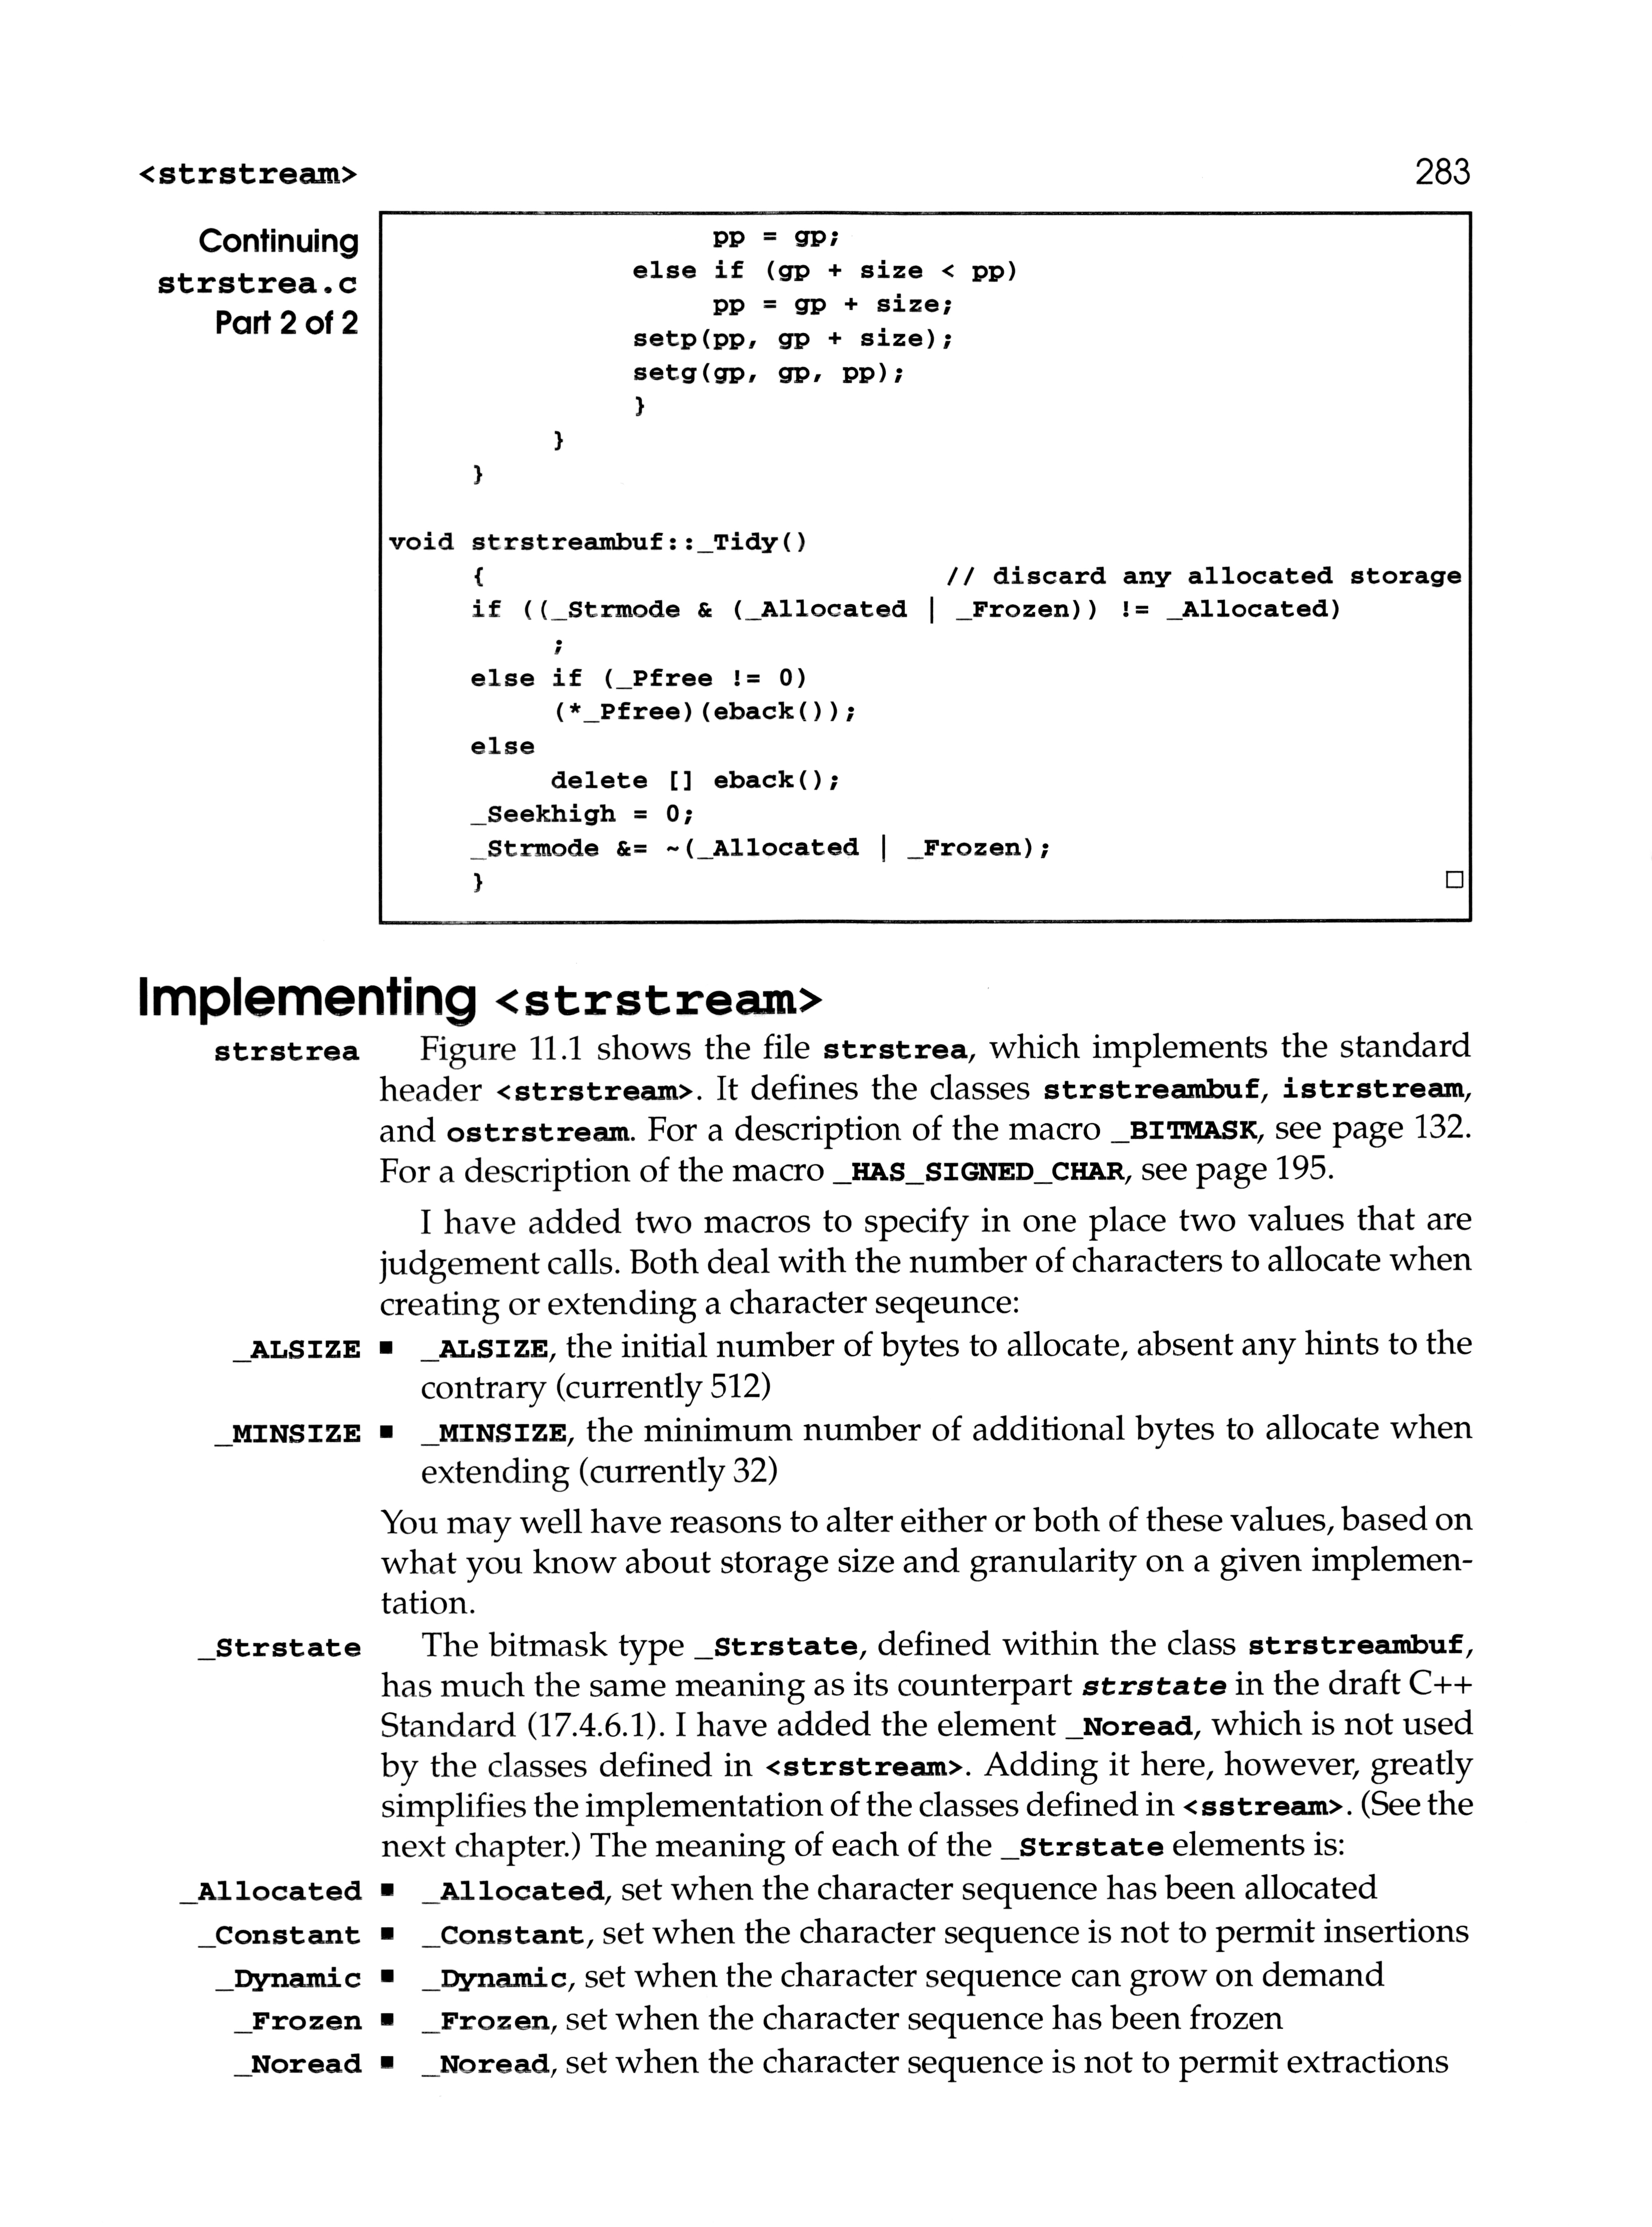 <strstream>
283
Continuing
strstrea.c
Part 2 of 2
pp = gp;
else if (gp + size < pp)
pp = gp + size;
setp(pp, gp + size);
setg(gp, gp, pp);
}
}
}
void strstreambuf::_Tidy()
{ // discard any allocated storage
if ((_Strmode & (_Allocated | _Frozen)) != _Allocated)
;
else if (_Pfree != 0)
(*_Pfree)(eback());
else
delete [] eback();
_Seekhigh = 0;
_Strmode &= ~(_Allocated | _Frozen);
} □
Implementing <strstream>
strstrea Figure 11.1 shows the file strstrea, which implements the standard
header <strstream>. It defines the classes strstreambuf, istrstream,
and ostrstream. For a description of the macro _BITMASK, see page 132.
For a description of the macro _HAS_SIGNED_CHAR, see page 195.
I have added two macros to specify in one place two values that are
judgement calls. Both deal with the number of characters to allocate when
creating or extending a character seqeunce:
_ALSIZE ■ _ALSIZE, the initial number of bytes to allocate, absent any hints to the
contrary (currently 512)
_MINSIZE ■ _MINSIZE, the minimum number of additional bytes to allocate when
extending (currently 32)
You may well have reasons to alter either or both of these values, based on
what you know about storage size and granularity on a given implemen-
tation.
_Strstate The bitmask type _Strstate, defined within the class strstreambuf,
has much the same meaning as its counterpart strstate in the draft C++
Standard (17.4.6.1). I have added the element _Noread, which is not used
by the classes defined in <strstream>. Adding it here, however, greatly
simplifies the implementation of the classes defined in <sstream>. (See the
next chapter.) The meaning of each of the _Strstate elements is:
_Allocated ■ _Allocated, set when the character sequence has been allocated
_Constant ■ _Constant, set when the character sequence is not to permit insertions
_Dynamic ■ _Dynamic, set when the character sequence can grow on demand
_Frozen ■ _Frozen, set when the character sequence has been frozen
_Noread ■ _Noread, set when the character sequence is not to permit extractions